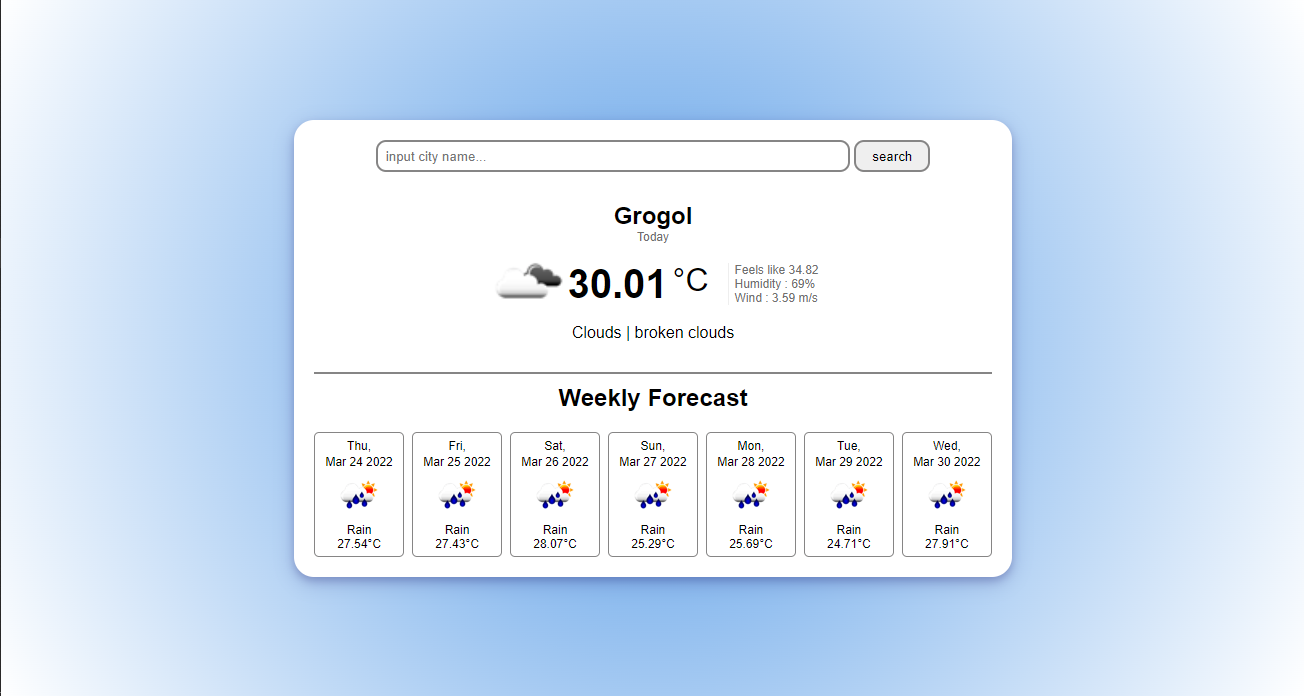 input city name...
search
Grogol
Today
30.01 °C
Feels like 34.82
Humidity : 69%
Wind : 3.59 m/s
Clouds | broken clouds
Weekly Forecast
Thu,
Mar 24 2022
Rain
27.54°C
Fri,
Mar 25 2022
Rain
27.43°C
Sat,
Mar 26 2022
Rain
28.07°C
Sun,
Mar 27 2022
Rain
25.29°C
Mon,
Mar 28 2022
Rain
25.69°C
Tue,
Mar 29 2022
Rain
24.71°C
Wed,
Mar 30 2022
Rain
27.91°C